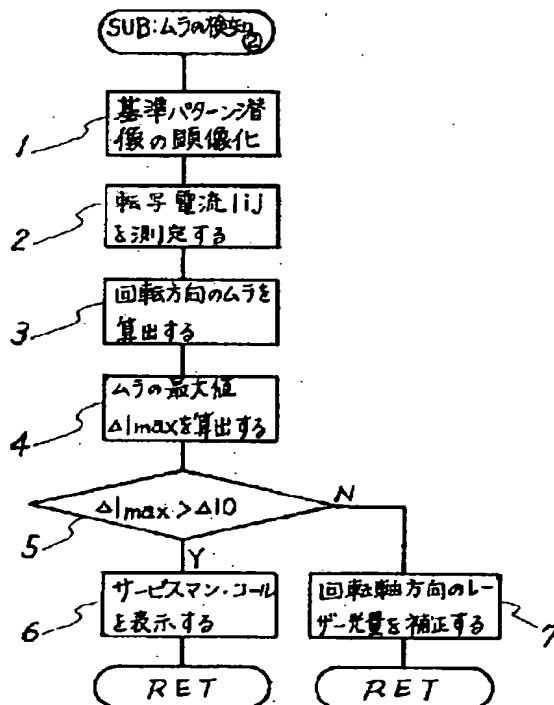 SUB:ムラの検知
②
基準パターン潜
像の顕像化
1
転写電流Iij
を測定する
2
回転方向のムラを
算出する
3
ムラの最大値
ΔImaxを算出する
4
ΔImax>ΔI0
5
N
Y
サービスマン・コール
を表示する
6
回転軸方向のレー
ザー光量を補正する
7
RET
RET